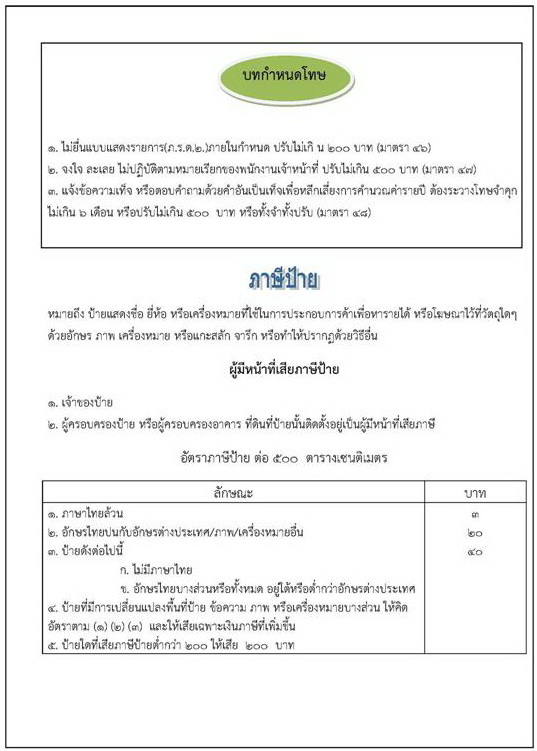 บทกำหนดโทษ
๑. ไม่ยื่นแบบแสดงรายการ(ภ.ร.ด.๒.)ภายในกำหนด ปรับไม่เกิ น ๒๐๐ บาท (มาตรา ๔๖)
๒. จงใจ ละเลย ไม่ปฏิบัติตามหมายเรียกของพนักงานเจ้าหน้าที่ ปรับไม่เกิน ๕๐๐ บาท (มาตรา ๔๗)
๓. แจ้งข้อความเท็จ หรือตอบคำถามด้วยคำอันเป็นเท็จเพื่อหลีกเลี่ยงการคำนวณค่ารายปี ต้องระวางโทษจำคุก
ไม่เกิน ๖ เดือน หรือปรับไม่เกิน ๕๐๐ บาท หรือทั้งจำทั้งปรับ (มาตรา ๔๘)
ภาษีป้าย
หมายถึง ป้ายแสดงชื่อ ยี่ห้อ หรือเครื่องหมายที่ใช้ในการประกอบการค้าเพื่อหารายได้ หรือโฆษณาไว้ที่วัตถุใดๆ
ด้วยอักษร ภาพ เครื่องหมาย หรือแกะสลัก จารึก หรือทำให้ปรากฏด้วยวิธีอื่น
ผู้มีหน้าที่เสียภาษีป้าย
๑. เจ้าของป้าย
๒. ผู้ครอบครองป้าย หรือผู้ครอบครองอาคาร ที่ดินที่ป้ายนั้นติดตั้งอยู่เป็นผู้มีหน้าที่เสียภาษี
อัตราภาษีป้าย ต่อ ๕๐๐ ตารางเซนติเมตร
ลักษณะ บาท
๑. ภาษาไทยล้วน ๓
๒. อักษรไทยปนกับอักษรต่างประเทศ/ภาพ/เครื่องหมายอื่น ๒๐
๓. ป้ายดังต่อไปนี้ ๔๐
ก. ไม่มีภาษาไทย
ข. อักษรไทยบางส่วนหรือทั้งหมด อยู่ใต้หรือต่ำกว่าอักษรต่างประเทศ
๔. ป้ายที่มีการเปลี่ยนแปลงพื้นที่ป้าย ข้อความ ภาพ หรือเครื่องหมายบางส่วน ให้คิด
อัตราตาม (๑) (๒) (๓) และให้เสียเฉพาะเงินภาษีที่เพิ่มขึ้น
๕. ป้ายใดที่เสียภาษีป้ายต่ำกว่า ๒๐๐ ให้เสีย ๒๐๐ บาท